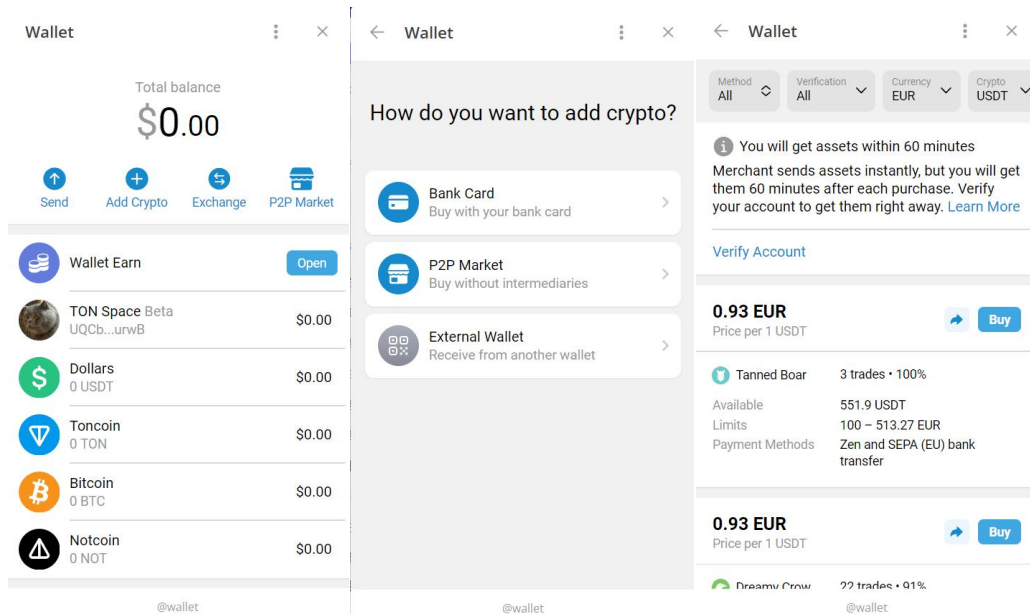 Wallet
Total balance
$0.00
Send Add Crypto Exchange P2P Market
Wallet Earn Open
TON Space Beta
UQCb...urwB
$0.00
Dollars
0 USDT
$0.00
Toncoin
0 TON
$0.00
Bitcoin
0 BTC
$0.00
Notcoin
0 NOT
$0.00
@wallet
Wallet
How do you want to add crypto?
Bank Card
Buy with your bank card
P2P Market
Buy without intermediaries
External Wallet
Receive from another wallet
@wallet
Wallet
Method Verification Currency Crypto
All All EUR USDT
You will get assets within 60 minutes
Merchant sends assets instantly, but you will get
them 60 minutes after each purchase. Verify
your account to get them right away. Learn More
Verify Account
0.93 EUR
Price per 1 USDT
Buy
Tanned Boar 3 trades • 100%
Available 551.9 USDT
Limits 100 – 513.27 EUR
Payment Methods Zen and SEPA (EU) bank
transfer
0.93 EUR
Price per 1 USDT
Buy
Dreamy Crow 22 trades • 91%
@wallet